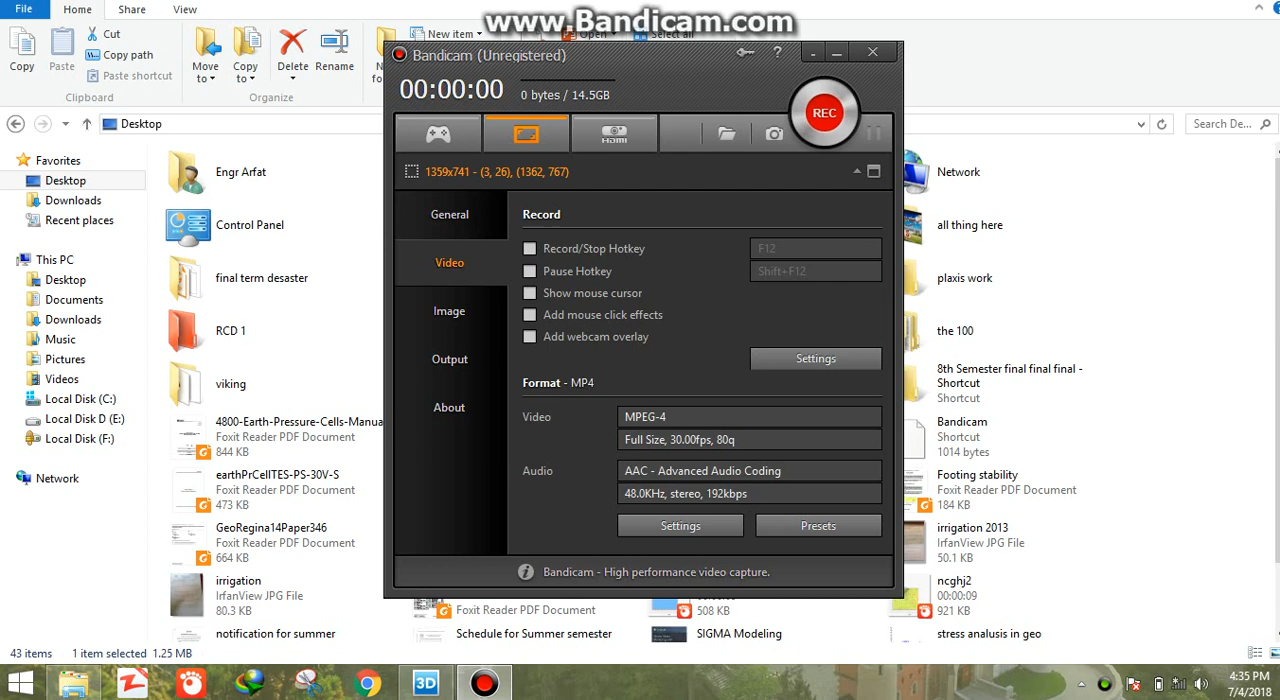 www.Bandicam.com
File
Home
Share
View
Copy
Paste
Cut
Copy path
Paste shortcut
Clipboard
Move to
Copy to
Delete
Rename
Organize
New item
Open
Select all
Desktop
Search De...
Bandicam (Unregistered)
00:00:00
0 bytes / 14.5GB
REC
HDMI
1359x741 - (3, 26), (1362, 767)
General
Video
Image
Output
About
Record
Record/Stop Hotkey
F12
Pause Hotkey
Shift+F12
Show mouse cursor
Add mouse click effects
Add webcam overlay
Settings
Format - MP4
Video
MPEG-4
Full Size, 30.00fps, 80q
Audio
AAC - Advanced Audio Coding
48.0KHz, stereo, 192kbps
Settings
Presets
Bandicam - High performance video capture.
Favorites
Desktop
Downloads
Recent places
This PC
Desktop
Documents
Downloads
Music
Pictures
Videos
Local Disk (C:)
Local Disk D (E:)
Local Disk (F:)
Network
Engr Arfat
Control Panel
final term desaster
RCD 1
viking
4800-Earth-Pressure-Cells-Manua
Foxit Reader PDF Document
844 KB
earthPrCellTES-PS-30V-S
Foxit Reader PDF Document
473 KB
GeoRegina14Paper346
Foxit Reader PDF Document
664 KB
irrigation
IrfanView JPG File
80.3 KB
notification for summer
Foxit Reader PDF Document
Schedule for Summer semester
508 KB
SIGMA Modeling
Network
all thing here
plaxis work
the 100
8th Semester final final final -
Shortcut
Bandicam
Shortcut
1014 bytes
Footing stability
Foxit Reader PDF Document
184 KB
irrigation 2013
IrfanView JPG File
50.1 KB
ncghj2
00:00:09
921 KB
stress analusis in geo
43 items
1 item selected 1.25 MB
3D
4:35 PM
7/4/2018